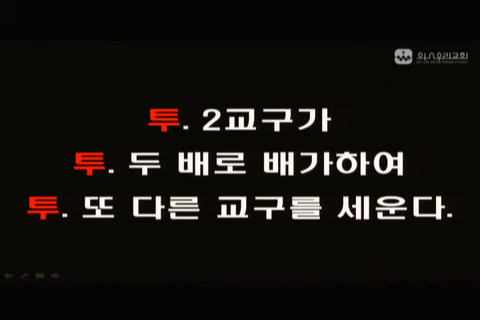 투. 2교구가
투. 두 배로 배가하여
투. 또 다른 교구를 세운다.